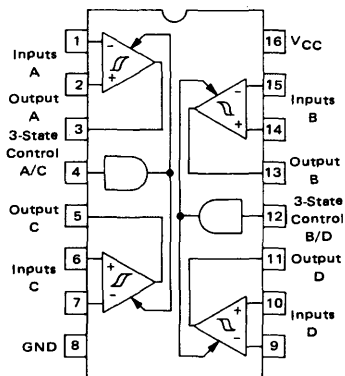 1
Inputs A
2
Output A
3
3-State Control A/C
4
Output C
5
6
Inputs C
7
GND 8
16 VCC
15
Inputs B
14
Output B
13
12 3-State Control B/D
11 Output D
10
Inputs D
9
− + + − − + + −